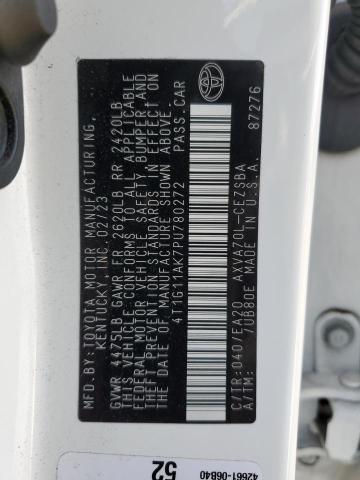 MFD.BY:TOYOTA MOTOR MANUFACTURING,
KENTUCKY, INC. 02/23
GVWR 4475LB GAWR FR 2620LB RR 2420LB
THIS VEHICLE CONFORMS TO ALL APPLICABLE
FEDERAL MOTOR VEHICLE SAFETY, BUMPER, AND
THEFT PREVENTION STANDARDS IN EFFECT ON
THE DATE OF MANUFACTURE SHOWN ABOVE.
4T1G11AK7PU780272 PASS.CAR
C/TR: 040/EA20 AXVA70L-CEZSBA
A/TM: -/UB80E MADE IN U.S.A.
87276
42661-06B40
52